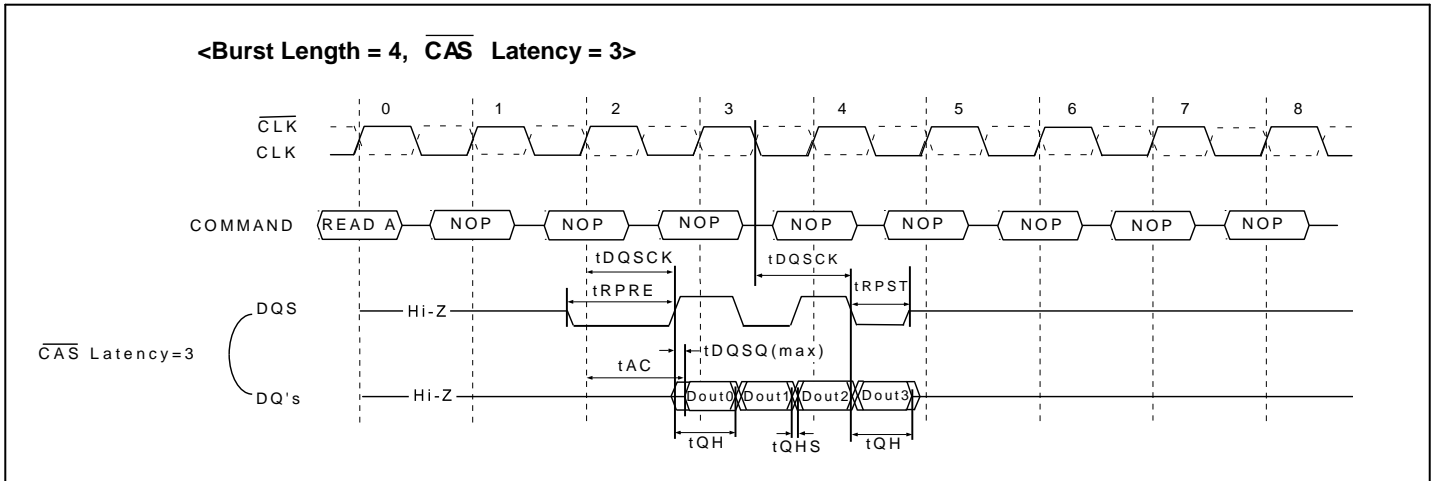 <Burst Length = 4, CAS Latency = 3>
0 1 2 3 4 5 6 7 8
CLK
CLK
COMMAND READ A NOP NOP NOP NOP NOP NOP NOP NOP
tDQSCK tDQSCK
tRPRE tRPST
DQS Hi-Z
CAS Latency=3
tDQSQ(max)
tAC
DQ's Hi-Z Dout0 Dout1 Dout2 Dout3
tQH tQHS tQH